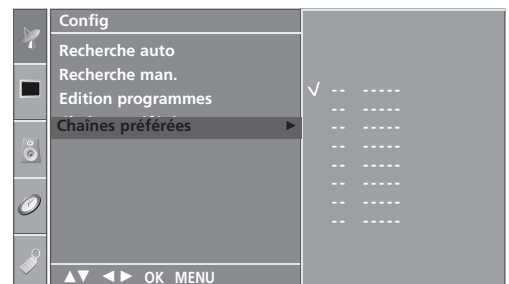 Config
Recherche auto
Recherche man.
Edition programmes
Chaînes préférées ►
√ -- -----
-- -----
-- -----
-- -----
-- -----
-- -----
-- -----
-- -----
▲▼ ◄► OK MENU